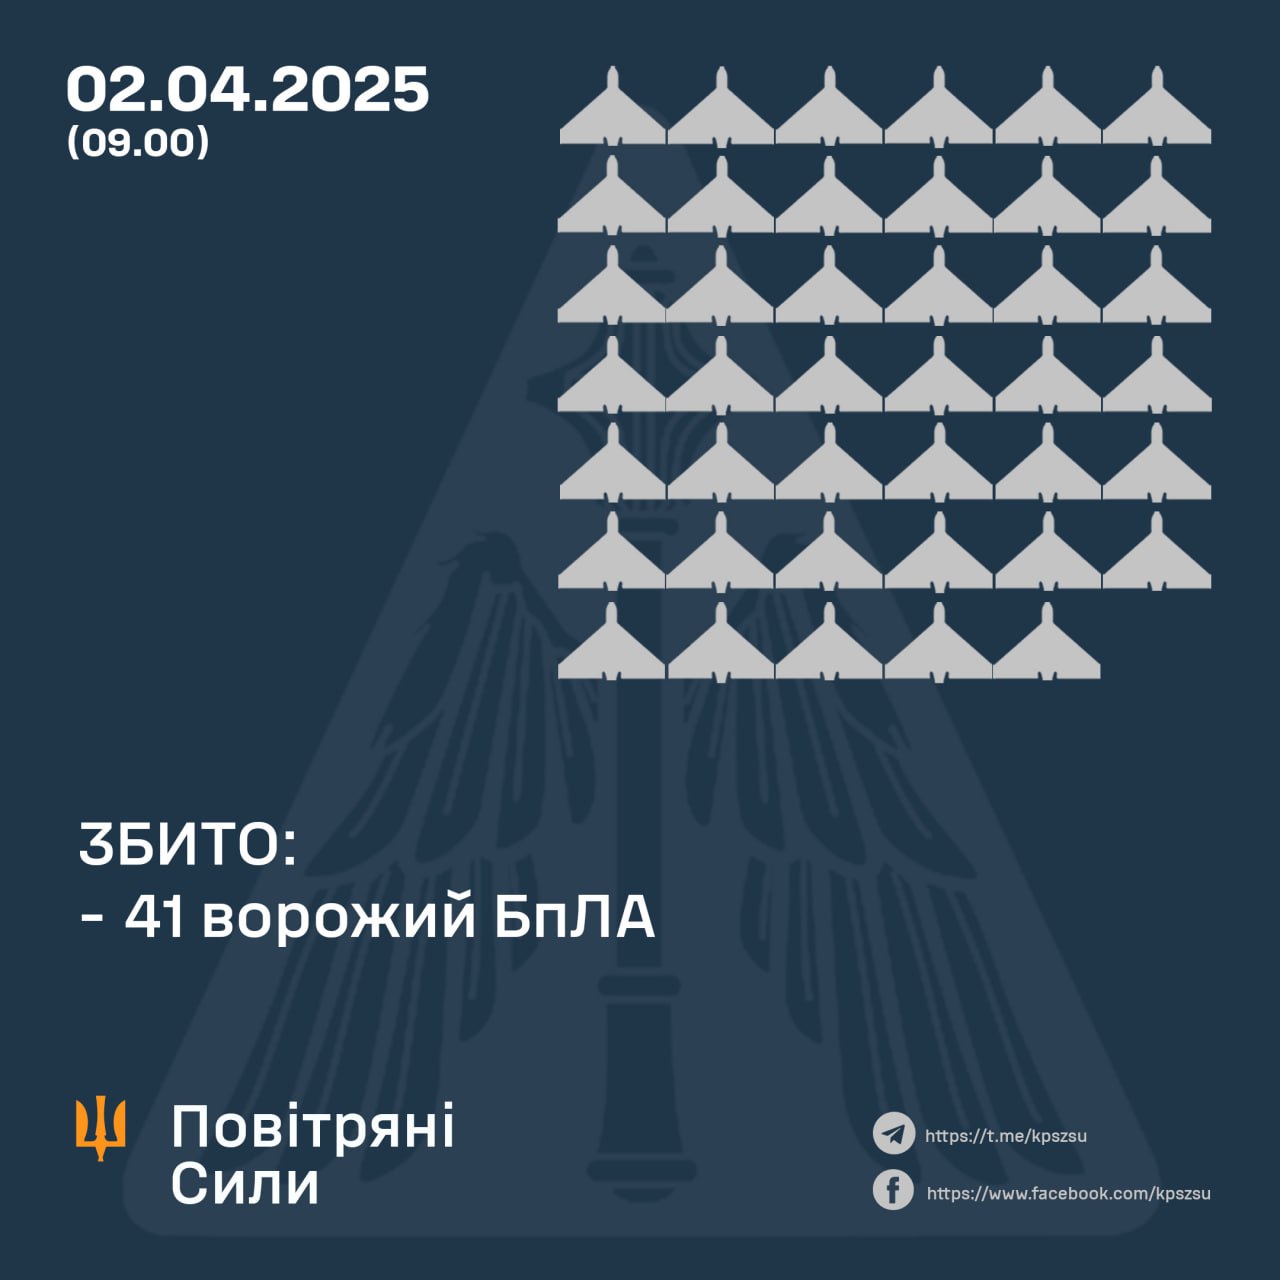 02.04.2025
(09.00)
ЗБИТО:
- 41 ворожий БпЛА
Повітряні
Сили
https://t.me/kpszsu
https://www.facebook.com/kpszsu